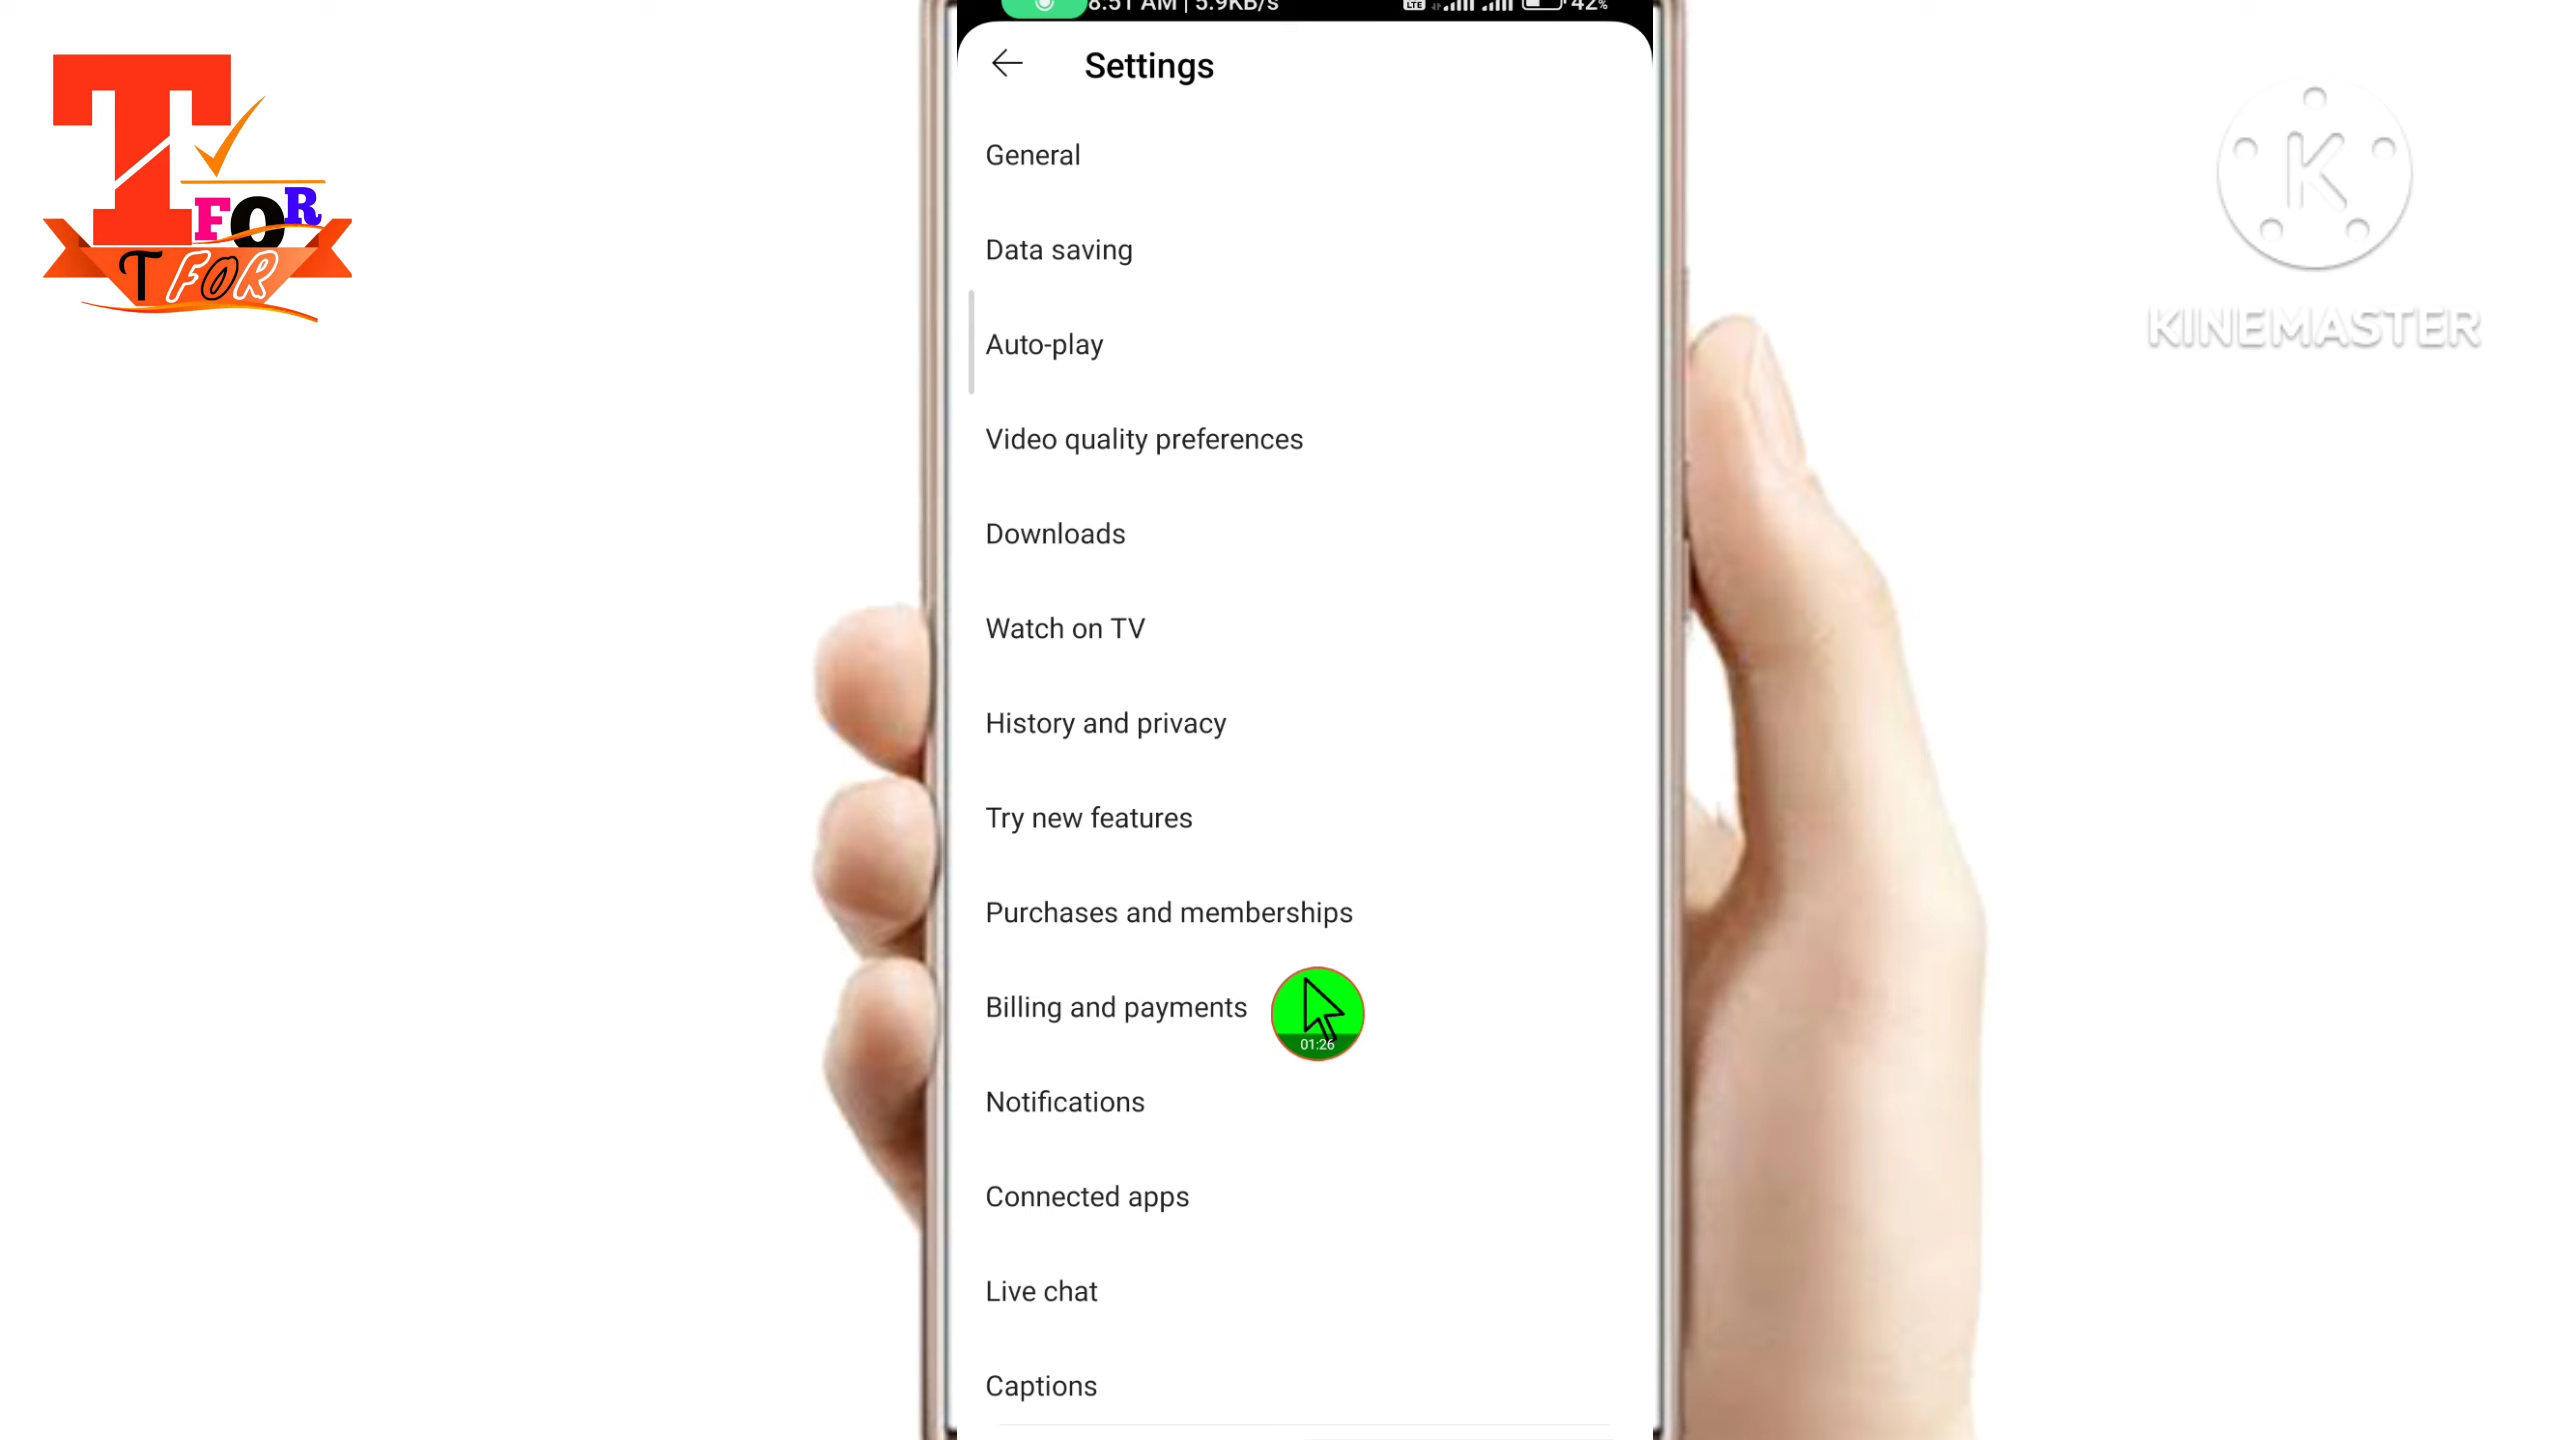 8:51 AM | 5.9KB/s
LTE
42%
Settings
General
Data saving
Auto-play
Video quality preferences
Downloads
Watch on TV
History and privacy
Try new features
Purchases and memberships
Billing and payments
01:26
Notifications
Connected apps
Live chat
Captions
T FOR
T FOR
K
KINEMASTER